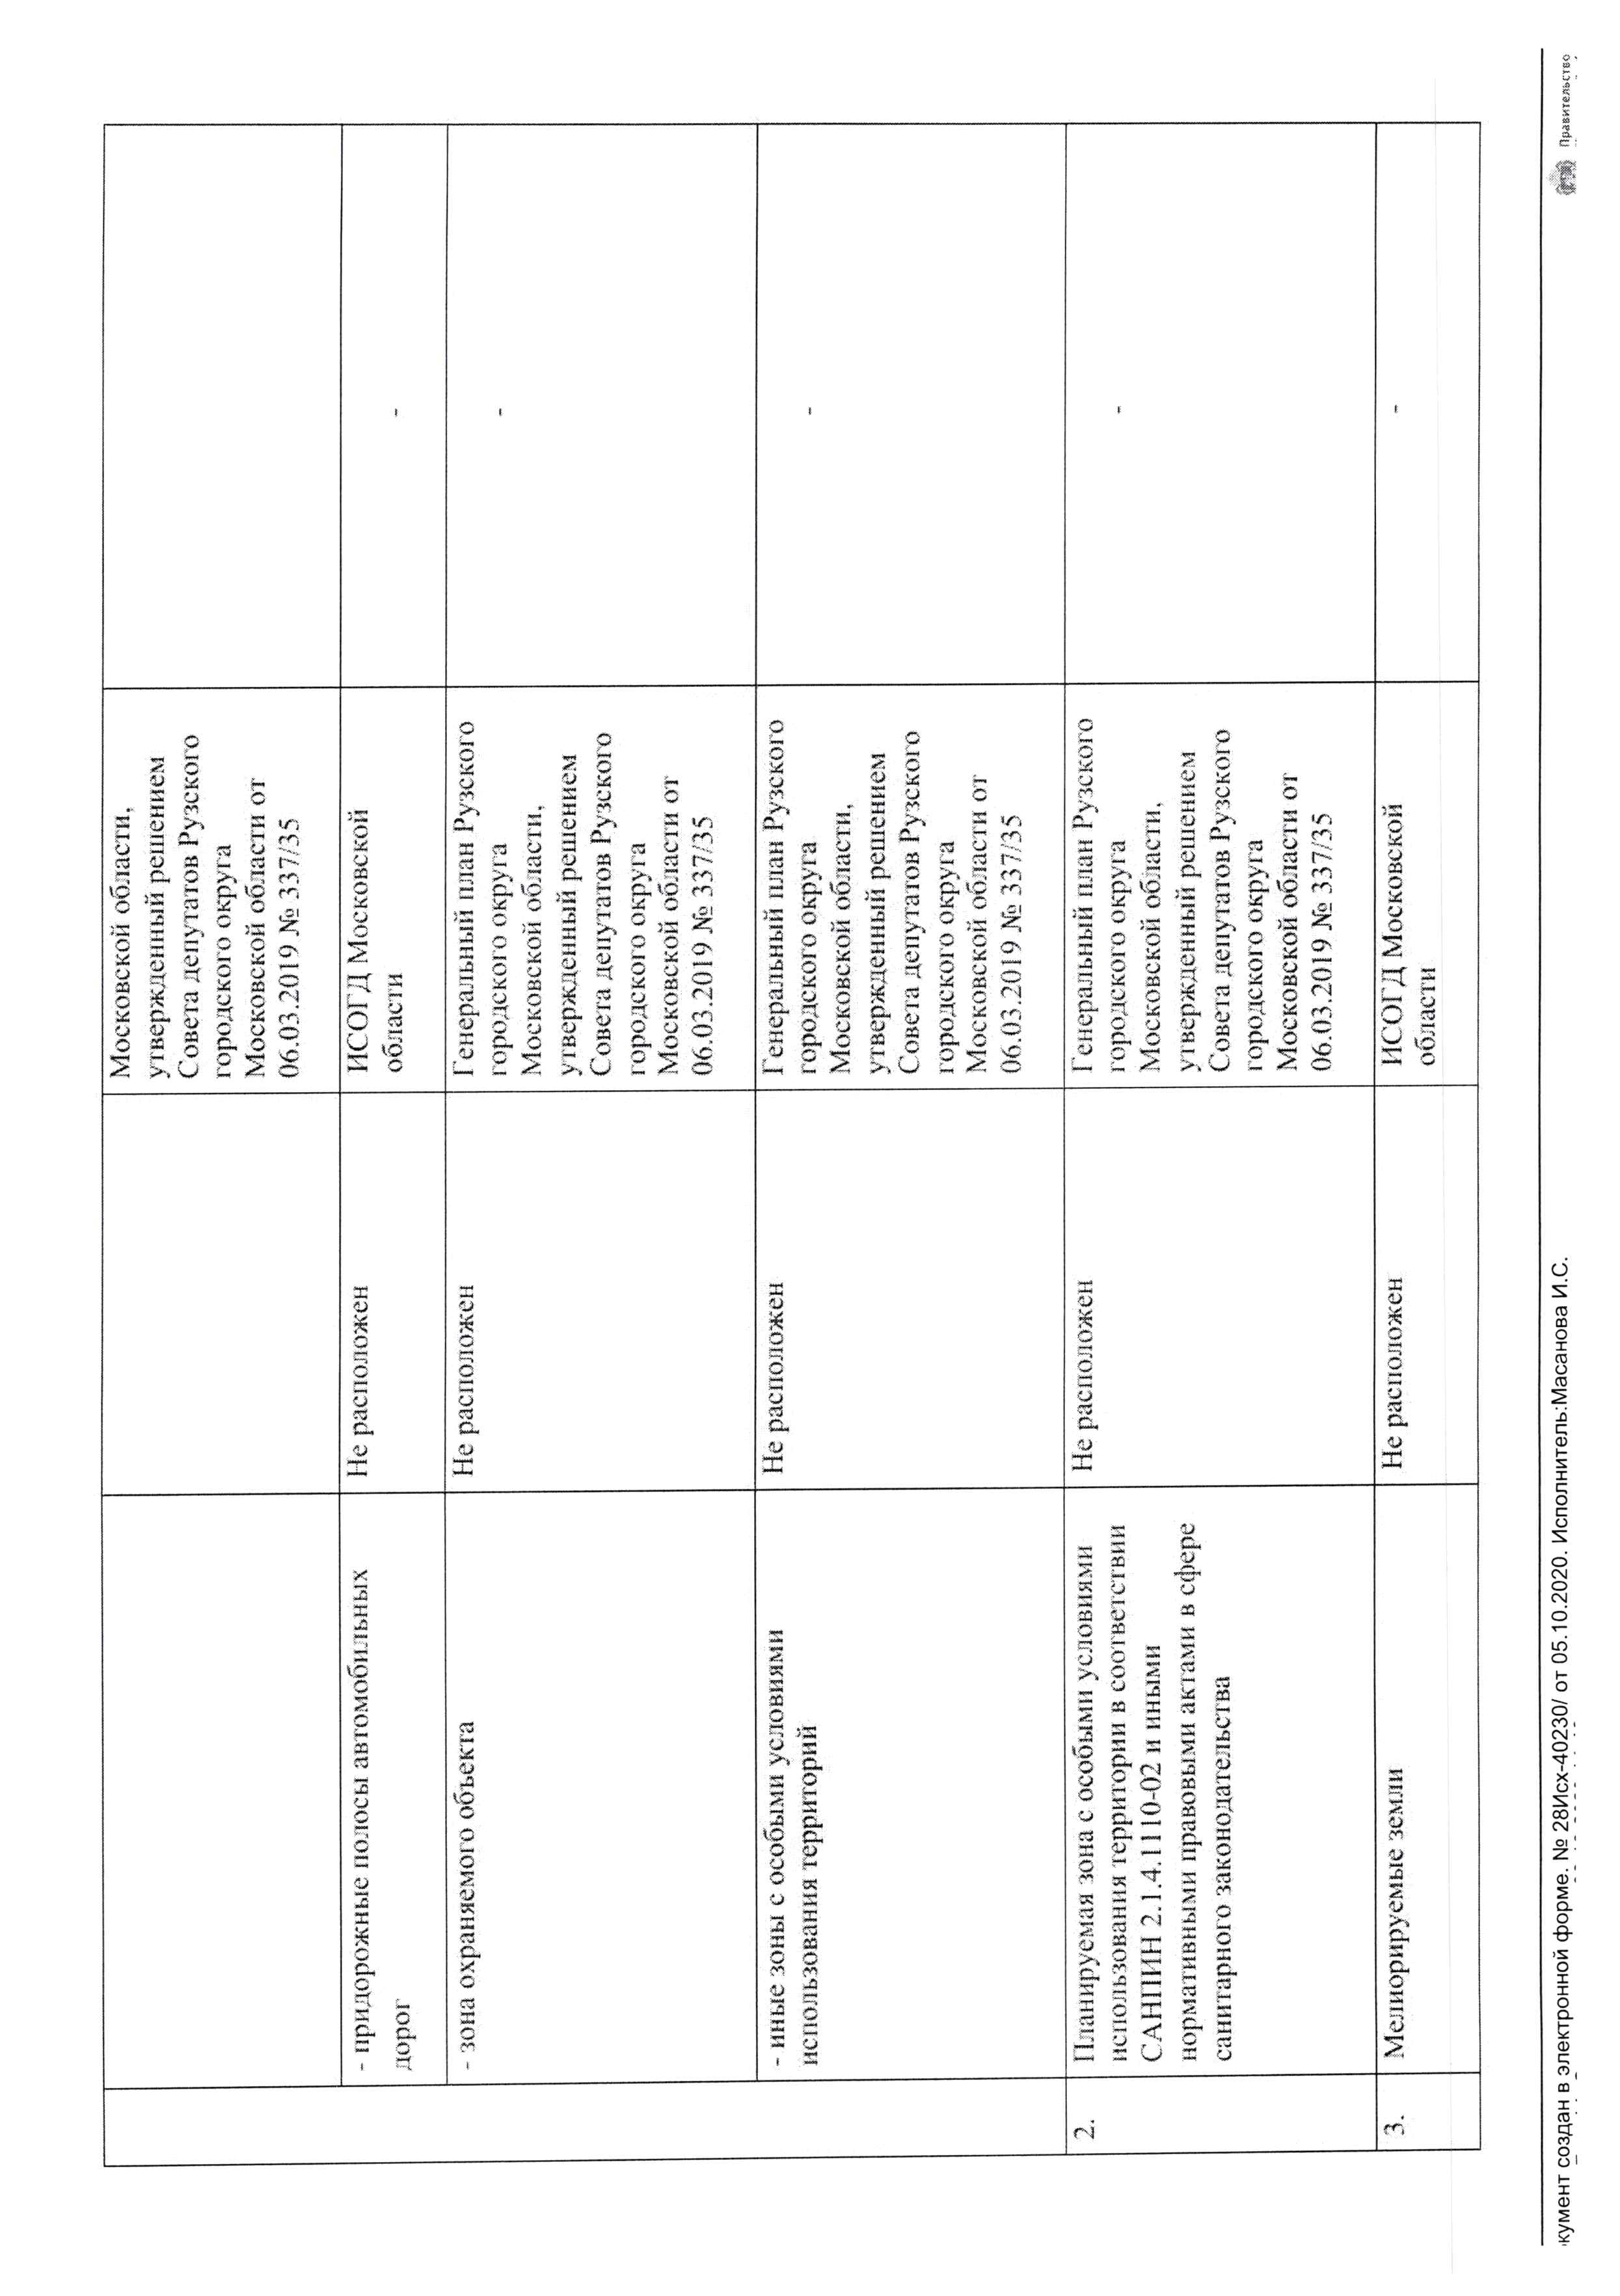 Московской области,
утвержденный решением
Совета депутатов Рузского
городского округа
Московской области от
06.03.2019 № 337/35
- придорожные полосы автомобильных
дорог
Не расположен
ИСОГД Московской
области
-
- зона охраняемого объекта
Не расположен
Генеральный план Рузского
городского округа
Московской области,
утвержденный решением
Совета депутатов Рузского
городского округа
Московской области от
06.03.2019 № 337/35
-
- иные зоны с особыми условиями
использования территорий
Не расположен
Генеральный план Рузского
городского округа
Московской области,
утвержденный решением
Совета депутатов Рузского
городского округа
Московской области от
06.03.2019 № 337/35
-
2.
Планируемая зона с особыми условиями
использования территории в соответствии
САНПИН 2.1.4.1110-02 и иными
нормативными правовыми актами в сфере
санитарного законодательства
Не расположен
Генеральный план Рузского
городского округа
Московской области,
утвержденный решением
Совета депутатов Рузского
городского округа
Московской области от
06.03.2019 № 337/35
-
3.
Мелиорируемые земли
Не расположен
ИСОГД Московской
области
-
кумент создан в электронной форме. № 28Исх-40230/ от 05.10.2020. Исполнитель:Масанова И.С.
Правительство